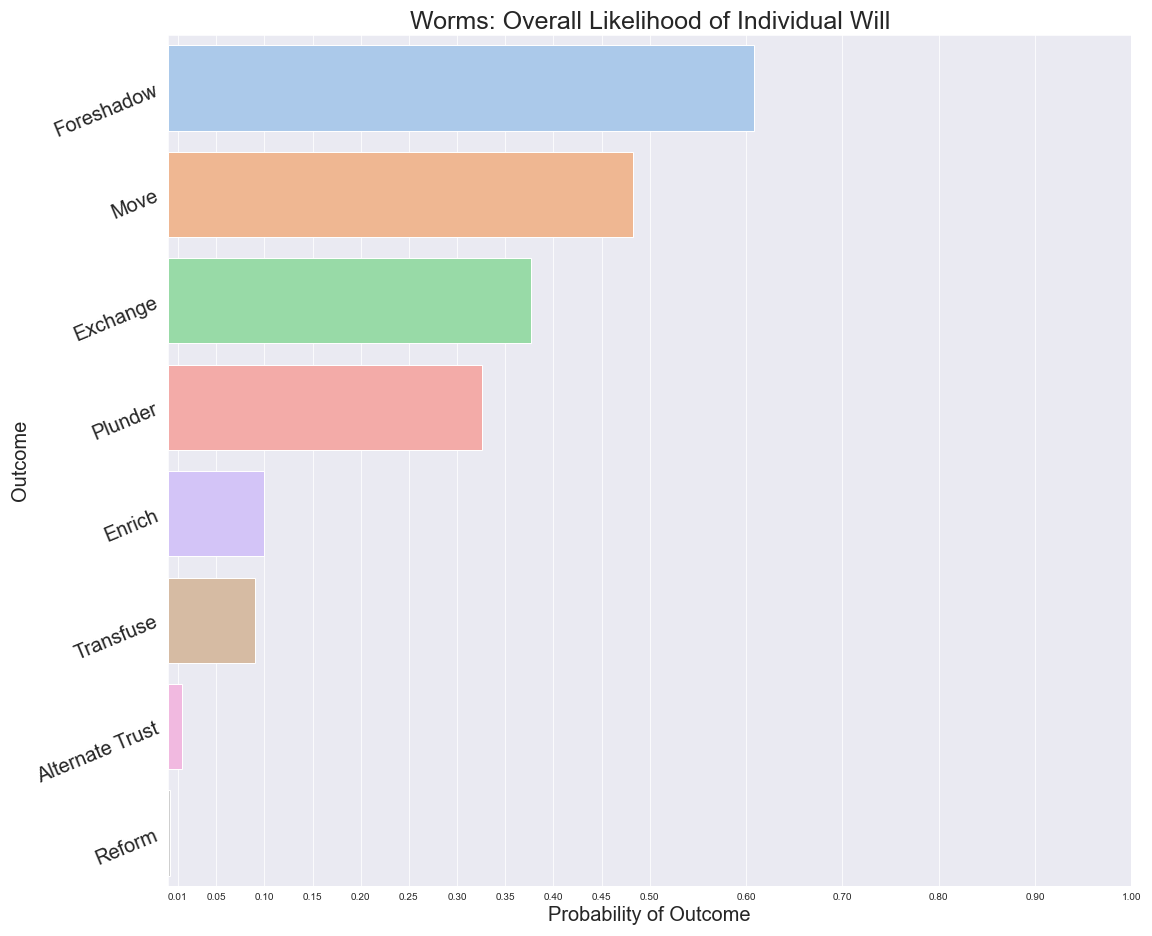 Worms: Overall Likelihood of Individual Will
Outcome
Foreshadow
Move
Exchange
Plunder
Enrich
Transfuse
Alternate Trust
Reform
0.01 0.05 0.10 0.15 0.20 0.25 0.30 0.35 0.40 0.45 0.50 0.60 0.70 0.80 0.90 1.00
Probability of Outcome